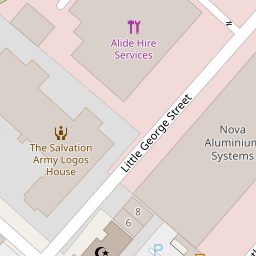 Alide Hire
Services
Little George Street
Nova
Aluminium
Systems
The Salvation
Army Logos
House
8
6
P